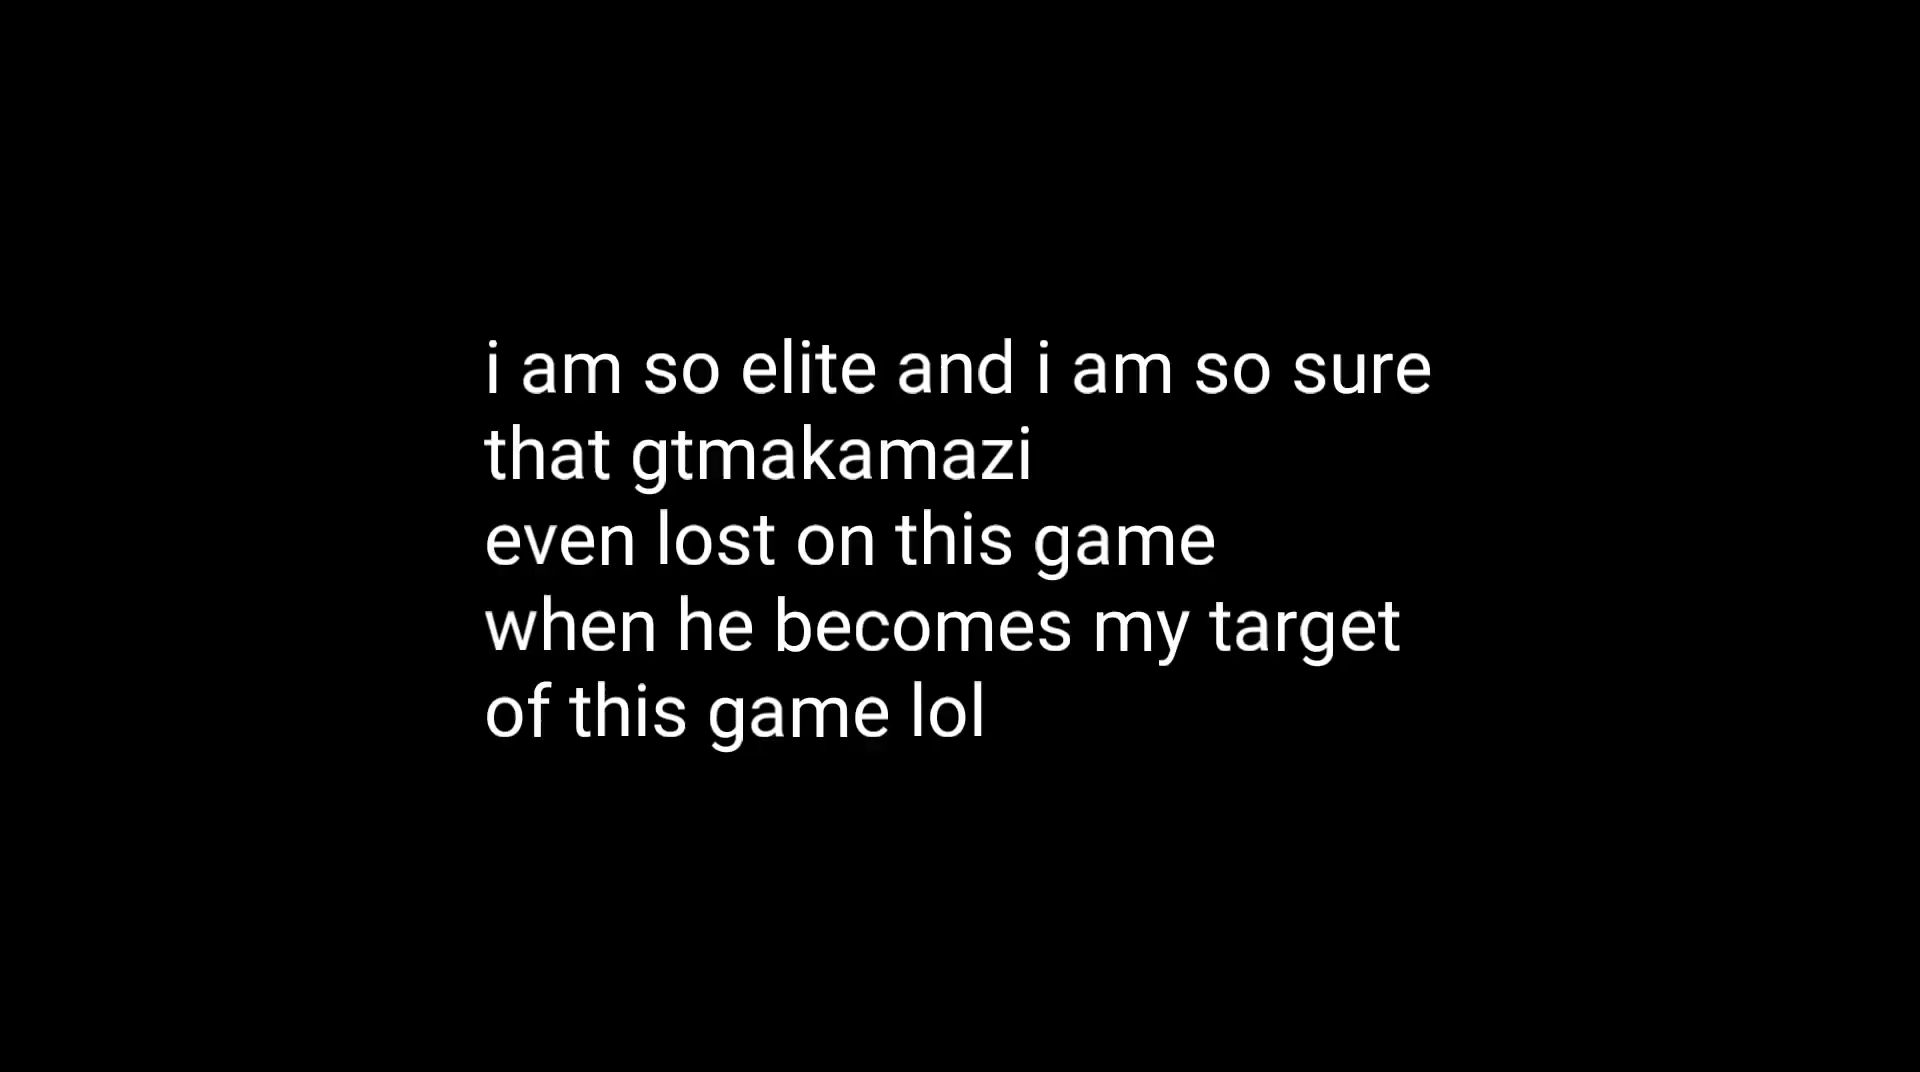 i am so elite and i am so sure
that gtmakamazi
even lost on this game
when he becomes my target
of this game lol